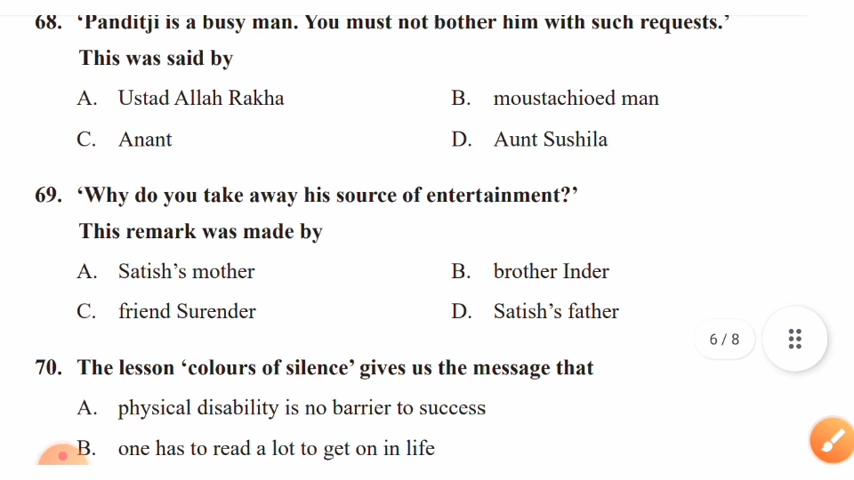 68. ‘Panditji is a busy man. You must not bother him with such requests.’
This was said by
A. Ustad Allah Rakha B. moustachioed man
C. Anant D. Aunt Sushila
69. ‘Why do you take away his source of entertainment?’
This remark was made by
A. Satish’s mother B. brother Inder
C. friend Surender D. Satish’s father
6 / 8
70. The lesson ‘colours of silence’ gives us the message that
A. physical disability is no barrier to success
B. one has to read a lot to get on in life